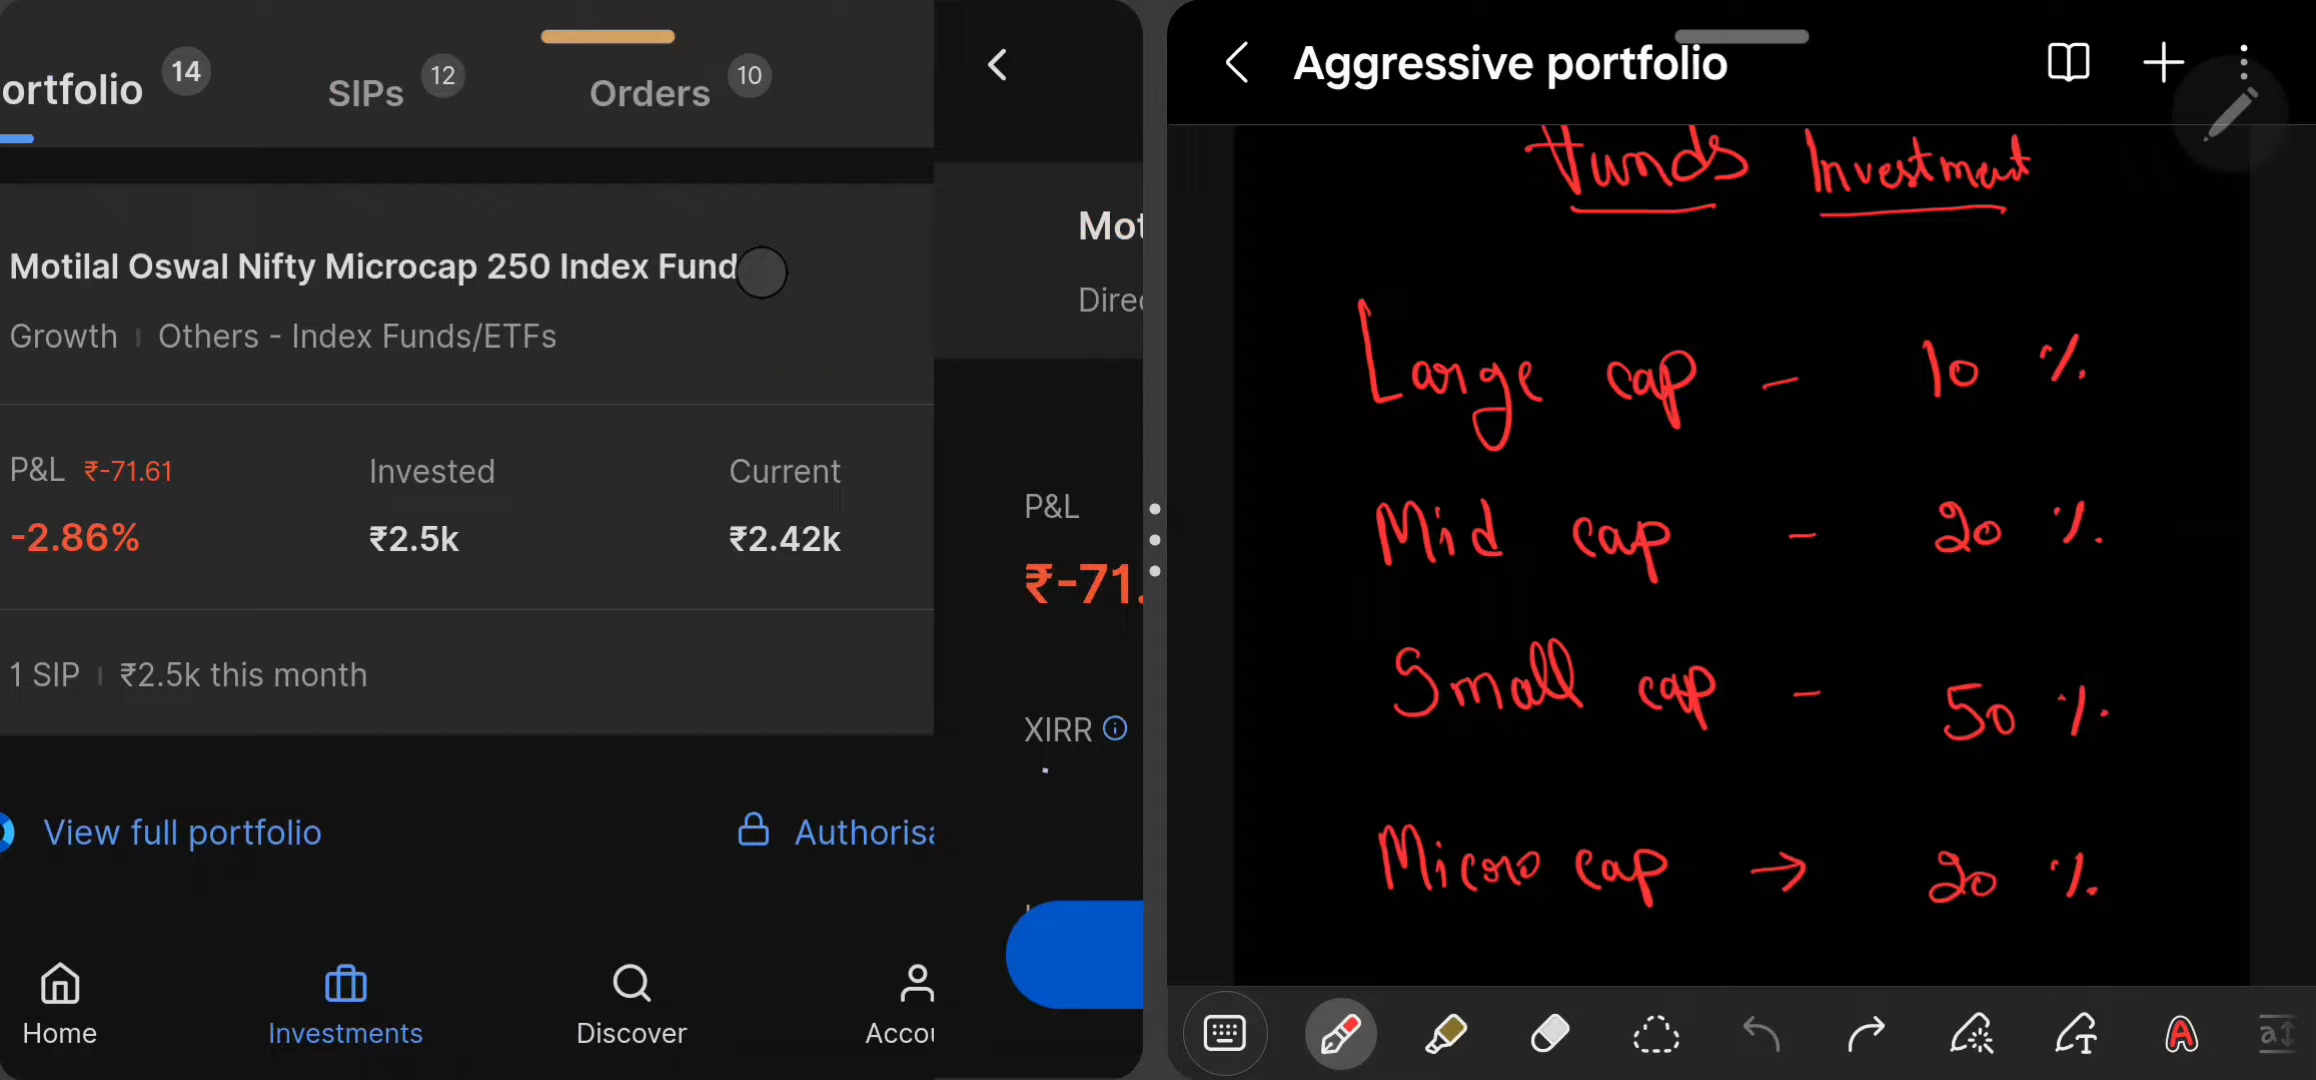 ortfolio 14 SIPs 12 Orders 10
Motilal Oswal Nifty Microcap 250 Index Fund
Growth Others - Index Funds/ETFs
P&L ₹-71.61 Invested Current
-2.86% ₹2.5k ₹2.42k
1 SIP ₹2.5k this month
View full portfolio Authorisa
Home Investments Discover Accou
Mot
Direc
P&L
₹-71.
XIRR
Aggressive portfolio
Funds Investment
Large cap - 10 %
Mid cap - 20 %
Small cap - 50 %
Micro cap → 20 %